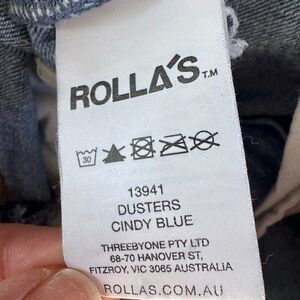 ROLLA'S TM
30
13941
DUSTERS
CINDY BLUE
THREEBYONE PTY LTD
68-70 HANOVER ST
FITZROY, VIC 3065 AUSTRALIA
ROLLAS.COM.AU